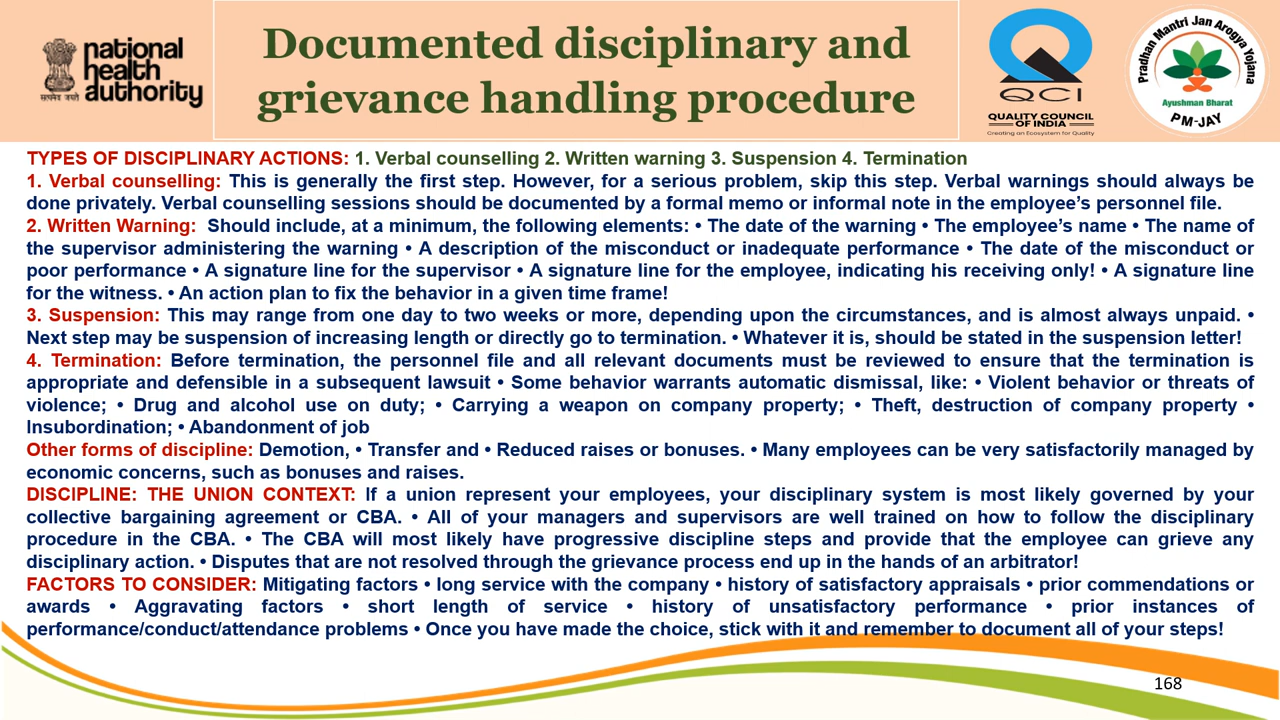 national
health
authority
सत्यमेव जयते
Documented disciplinary and
grievance handling procedure
QCI
QUALITY COUNCIL
OF INDIA
Creating an Ecosystem for Quality
Pradhan Mantri Jan Arogya Yojana
Ayushman Bharat
PM-JAY
TYPES OF DISCIPLINARY ACTIONS: 1. Verbal counselling 2. Written warning 3. Suspension 4. Termination
1. Verbal counselling: This is generally the first step. However, for a serious problem, skip this step. Verbal warnings should always be
done privately. Verbal counselling sessions should be documented by a formal memo or informal note in the employee's personnel file.
2. Written Warning: Should include, at a minimum, the following elements: • The date of the warning • The employee's name • The name of
the supervisor administering the warning • A description of the misconduct or inadequate performance • The date of the misconduct or
poor performance • A signature line for the supervisor • A signature line for the employee, indicating his receiving only! • A signature line
for the witness. • An action plan to fix the behavior in a given time frame!
3. Suspension: This may range from one day to two weeks or more, depending upon the circumstances, and is almost always unpaid. •
Next step may be suspension of increasing length or directly go to termination. • Whatever it is, should be stated in the suspension letter!
4. Termination: Before termination, the personnel file and all relevant documents must be reviewed to ensure that the termination is
appropriate and defensible in a subsequent lawsuit • Some behavior warrants automatic dismissal, like: • Violent behavior or threats of
violence; • Drug and alcohol use on duty; • Carrying a weapon on company property; • Theft, destruction of company property •
Insubordination; • Abandonment of job
Other forms of discipline: Demotion, • Transfer and • Reduced raises or bonuses. • Many employees can be very satisfactorily managed by
economic concerns, such as bonuses and raises.
DISCIPLINE: THE UNION CONTEXT: If a union represent your employees, your disciplinary system is most likely governed by your
collective bargaining agreement or CBA. • All of your managers and supervisors are well trained on how to follow the disciplinary
procedure in the CBA. • The CBA will most likely have progressive discipline steps and provide that the employee can grieve any
disciplinary action. • Disputes that are not resolved through the grievance process end up in the hands of an arbitrator!
FACTORS TO CONSIDER: Mitigating factors • long service with the company • history of satisfactory appraisals • prior commendations or
awards • Aggravating factors • short length of service • history of unsatisfactory performance • prior instances of
performance/conduct/attendance problems • Once you have made the choice, stick with it and remember to document all of your steps!
168